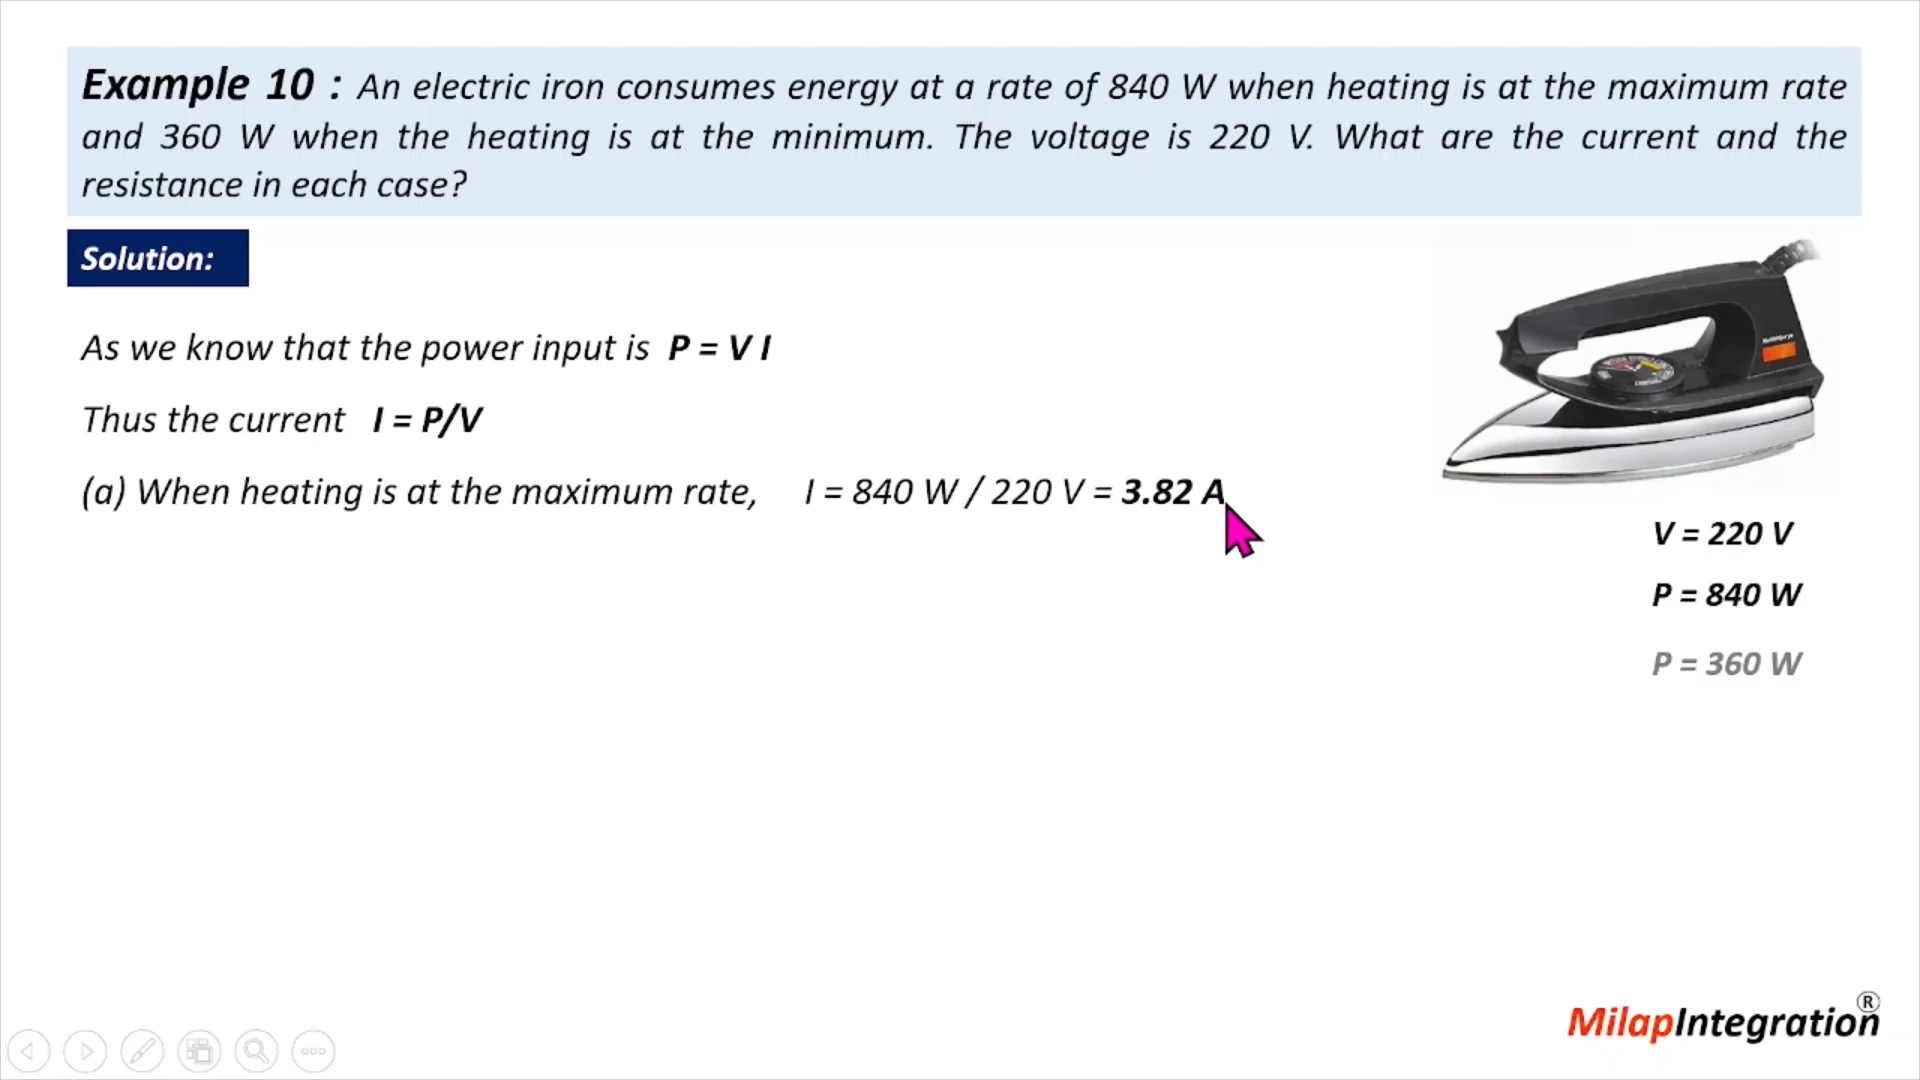 Example 10 : An electric iron consumes energy at a rate of 840 W when heating is at the maximum rate
and 360 W when the heating is at the minimum. The voltage is 220 V. What are the current and the
resistance in each case?
Solution:
As we know that the power input is P = V I
Thus the current I = P/V
(a) When heating is at the maximum rate, I = 840 W / 220 V = 3.82 A
V = 220 V
P = 840 W
P = 360 W
MilapIntegration®